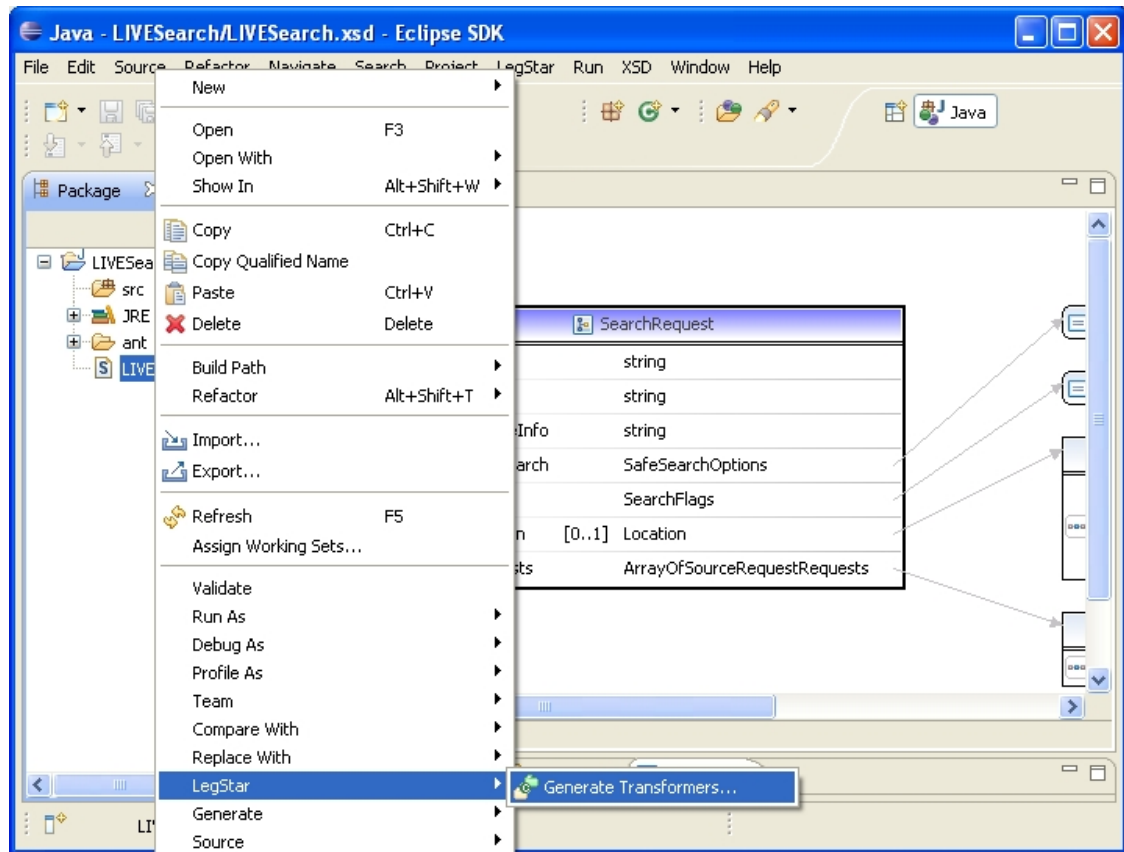 Java - LIVESearch/LIVESearch.xsd - Eclipse SDK
File Edit Source Refactor Navigate Search Project LegStar Run XSD Window Help
New
Java
Open F3
Open With
Show In Alt+Shift+W
Package
Copy Ctrl+C
LIVESea
Copy Qualified Name
src
Paste Ctrl+V
JRE
Delete Delete
SearchRequest
ant
LIVE
Build Path
string
Refactor Alt+Shift+T
string
Import...
Info string
Export...
arch SafeSearchOptions
SearchFlags
Refresh F5
n [0..1] Location
Assign Working Sets...
sts ArrayOfSourceRequestRequests
Validate
Run As
Debug As
Profile As
Team
Compare With
Replace With
LegStar
Generate Transformers...
Generate
Source